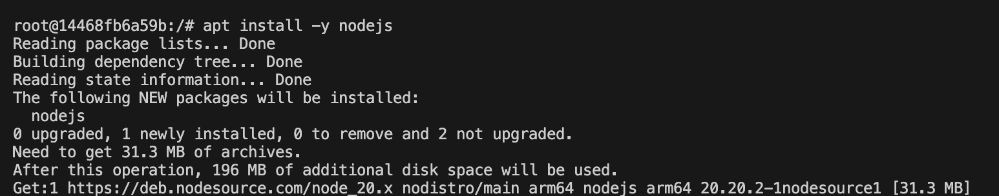 root@14468fb6a59b:/# apt install -y nodejs
Reading package lists... Done
Building dependency tree... Done
Reading state information... Done
The following NEW packages will be installed:
  nodejs
0 upgraded, 1 newly installed, 0 to remove and 2 not upgraded.
Need to get 31.3 MB of archives.
After this operation, 196 MB of additional disk space will be used.
Get:1 https://deb.nodesource.com/node_20.x nodistro/main arm64 nodejs arm64 20.20.2-1nodesource1 [31.3 MB]